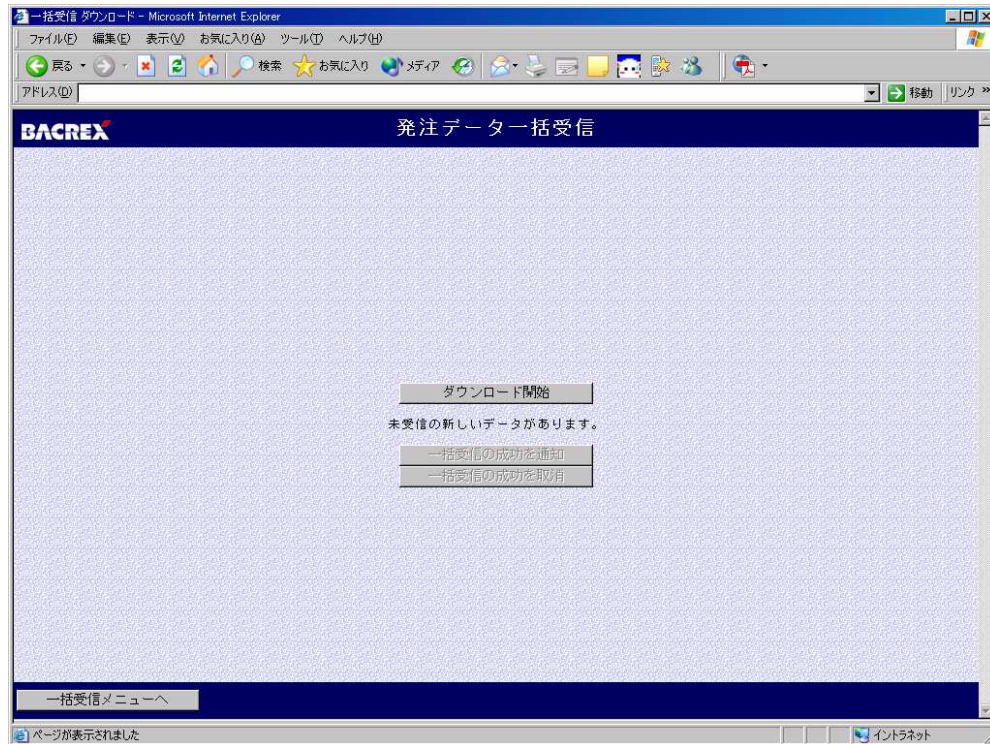 一括受信 ダウンロード - Microsoft Internet Explorer
ファイル(F) 編集(E) 表示(V) お気に入り(A) ツール(T) ヘルプ(H)
戻る 検索 お気に入り メディア
アドレス(D) 移動 リンク »
BACREX 発注データ一括受信
ダウンロード開始
未受信の新しいデータがあります。
一括受信の成功を通知
一括受信の成功を取消
一括受信メニューへ
ページが表示されました イントラネット